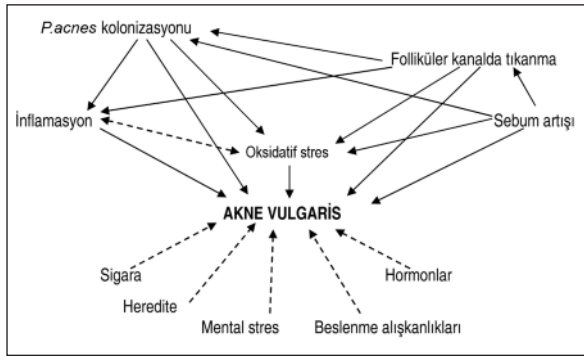 P.acnes kolonizasyonu
Folliküler kanalda tıkanma
İnflamasyon
Sebum artışı
Oksidatif stres
AKNE VULGARİS
Sigara
Hormonlar
Heredite
Mental stres
Beslenme alışkanlıkları